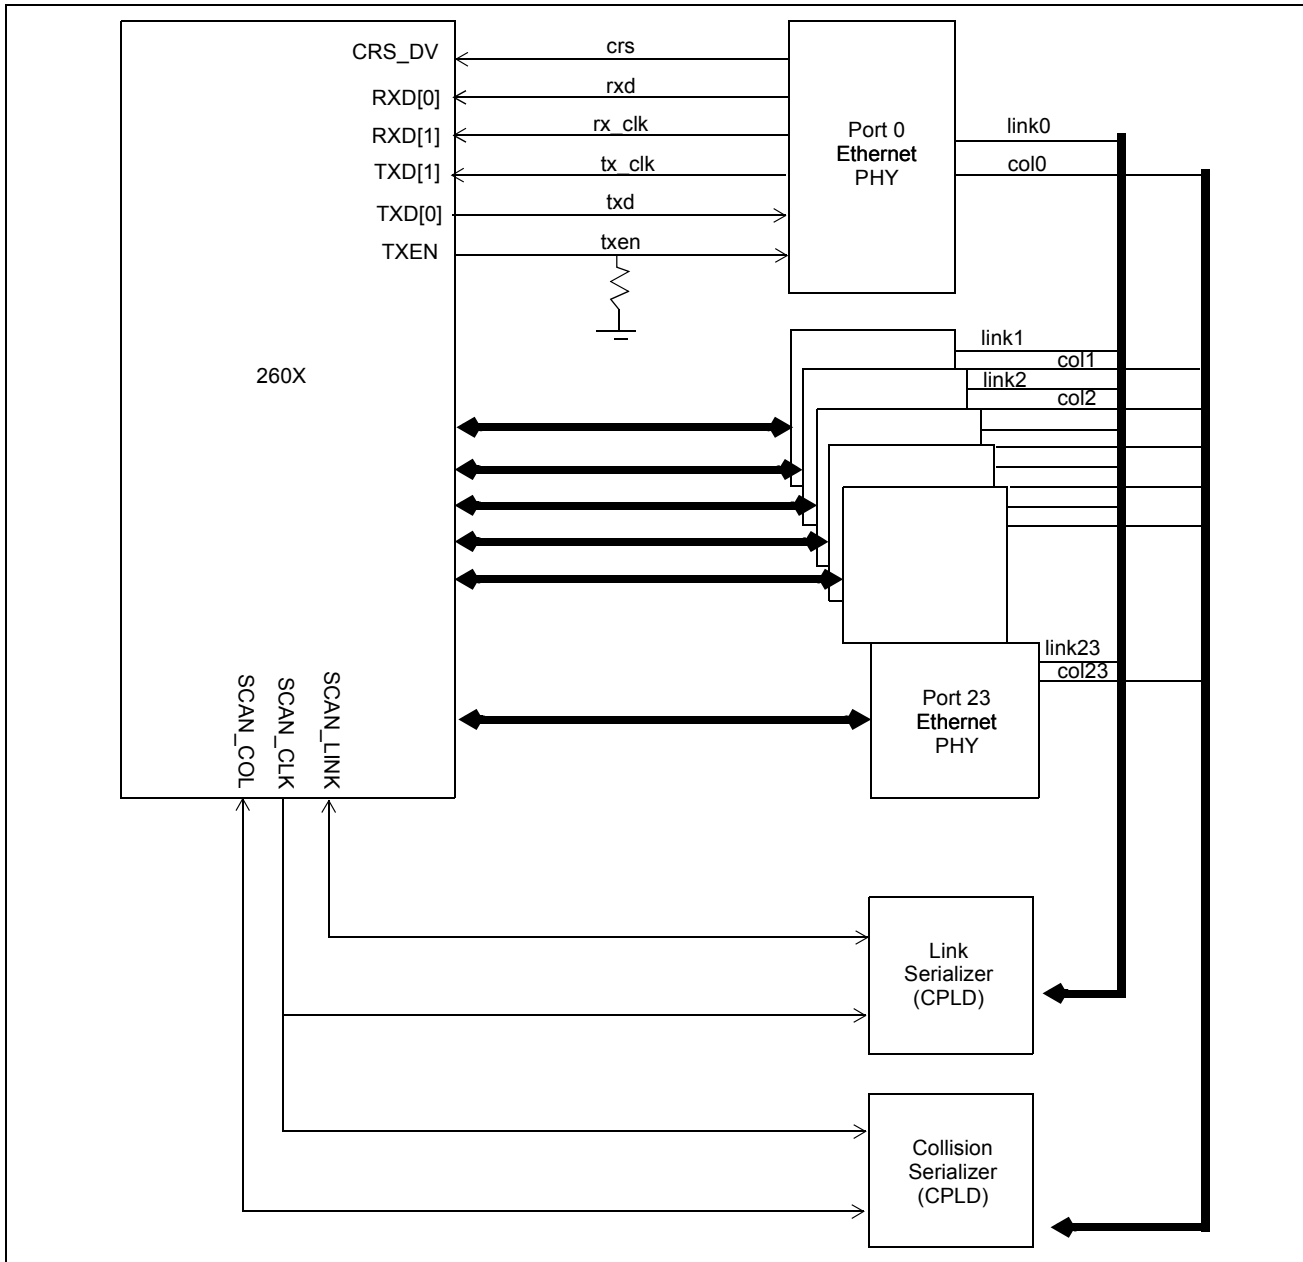 CRS_DV
crs
RXD[0]
rxd
RXD[1]
rx_clk
TXD[1]
tx_clk
TXD[0]
txd
TXEN
txen
Port 0
Ethernet
PHY
link0
col0
260X
link1
col1
link2
col2
link23
col23
Port 23
Ethernet
PHY
SCAN_COL
SCAN_CLK
SCAN_LINK
Link
Serializer
(CPLD)
Collision
Serializer
(CPLD)